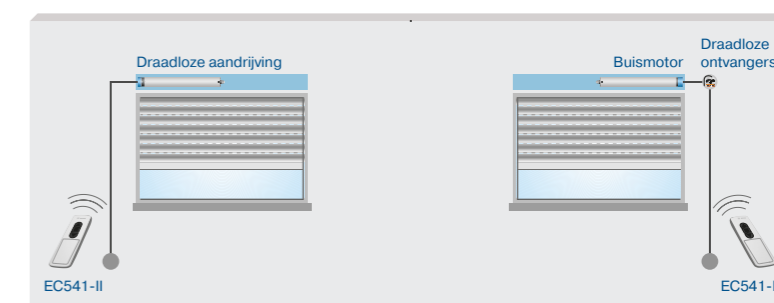 Draadloze aandrijving
Buismotor
Draadloze
ontvangers
EC541-II